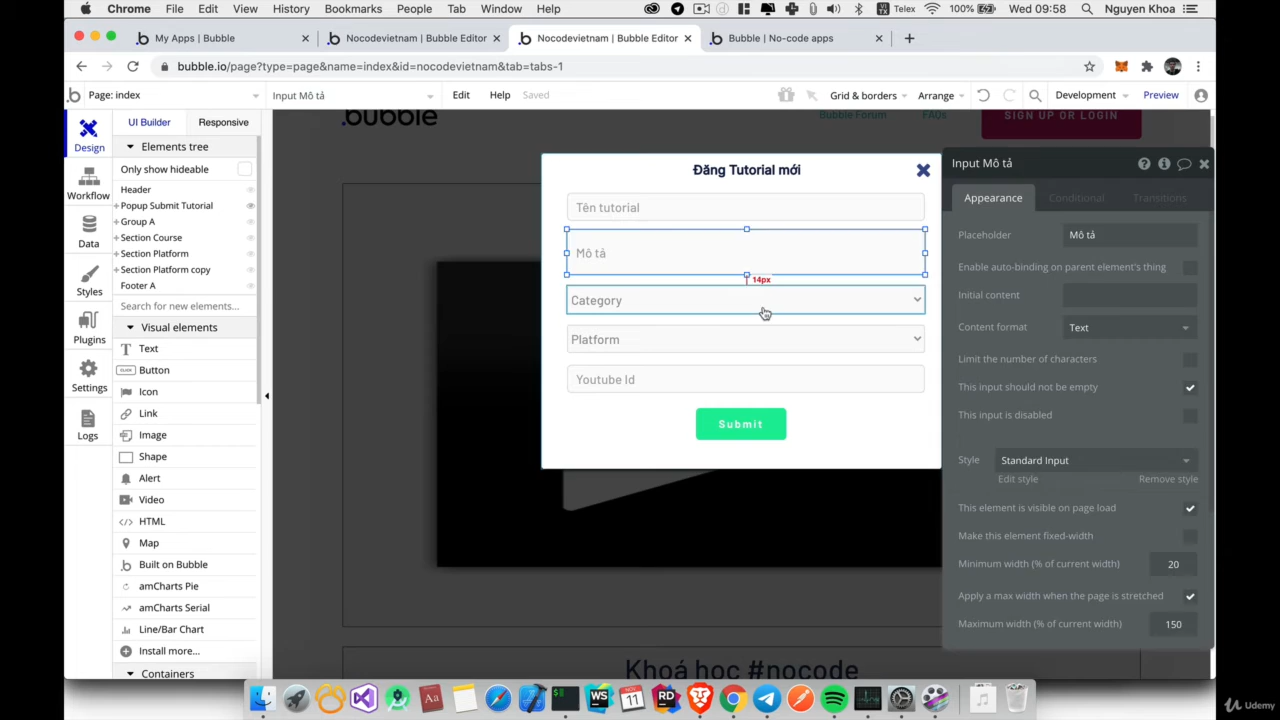 Chrome File Edit View History Bookmarks People Tab Window Help Telex 100% Wed 09:58 Nguyen Khoa
My Apps | Bubble Nocodevietnam | Bubble Editor Nocodevietnam | Bubble Editor Bubble | No-code apps
bubble.io/page?type=page&name=index&id=nocodevietnam&tab=tabs-1
Page: index Input Mô tả Edit Help Saved Grid & borders Arrange Development Preview
Design
Workflow
Data
Styles
Plugins
Settings
Logs
UI Builder Responsive
Elements tree
Only show hideable
Header
Popup Submit Tutorial
Group A
Section Course
Section Platform
Section Platform copy
Footer A
Search for new elements...
Visual elements
Text
Button
Icon
Link
Image
Shape
Alert
Video
HTML
Map
Built on Bubble
amCharts Pie
amCharts Serial
Line/Bar Chart
Install more...
Containers
.bubble Bubble Forum FAQs SIGN UP OR LOGIN
Đăng Tutorial mới
Tên tutorial
Mô tả
14px
Category
Platform
Youtube Id
Submit
Khoá học #nocode
Input Mô tả
Appearance Conditional Transitions
Placeholder Mô tả
Enable auto-binding on parent element's thing
Initial content
Content format Text
Limit the number of characters
This input should not be empty
This input is disabled
Style Standard Input
Edit style Remove style
This element is visible on page load
Make this element fixed-width
Minimum width (% of current width) 20
Apply a max width when the page is stretched
Maximum width (% of current width) 150
Udemy